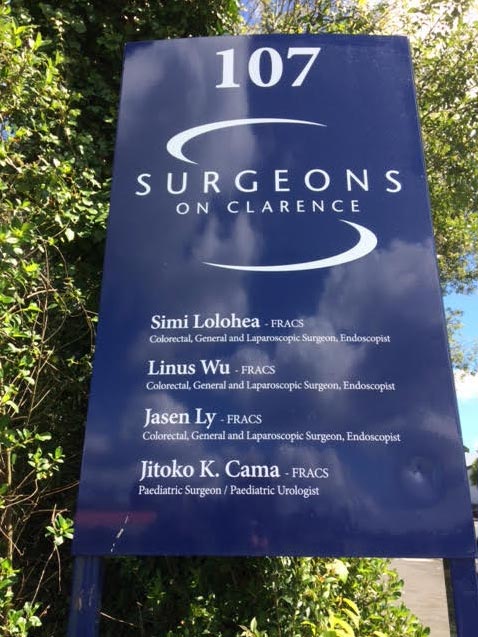 107
SURGEONS
ON CLARENCE
Simi Lolohea - FRACS
Colorectal, General and Laparoscopic Surgeon, Endoscopist
Linus Wu - FRACS
Colorectal, General and Laparoscopic Surgeon, Endoscopist
Jasen Ly - FRACS
Colorectal, General and Laparoscopic Surgeon, Endoscopist
Jitoko K. Cama - FRACS
Paediatric Surgeon / Paediatric Urologist